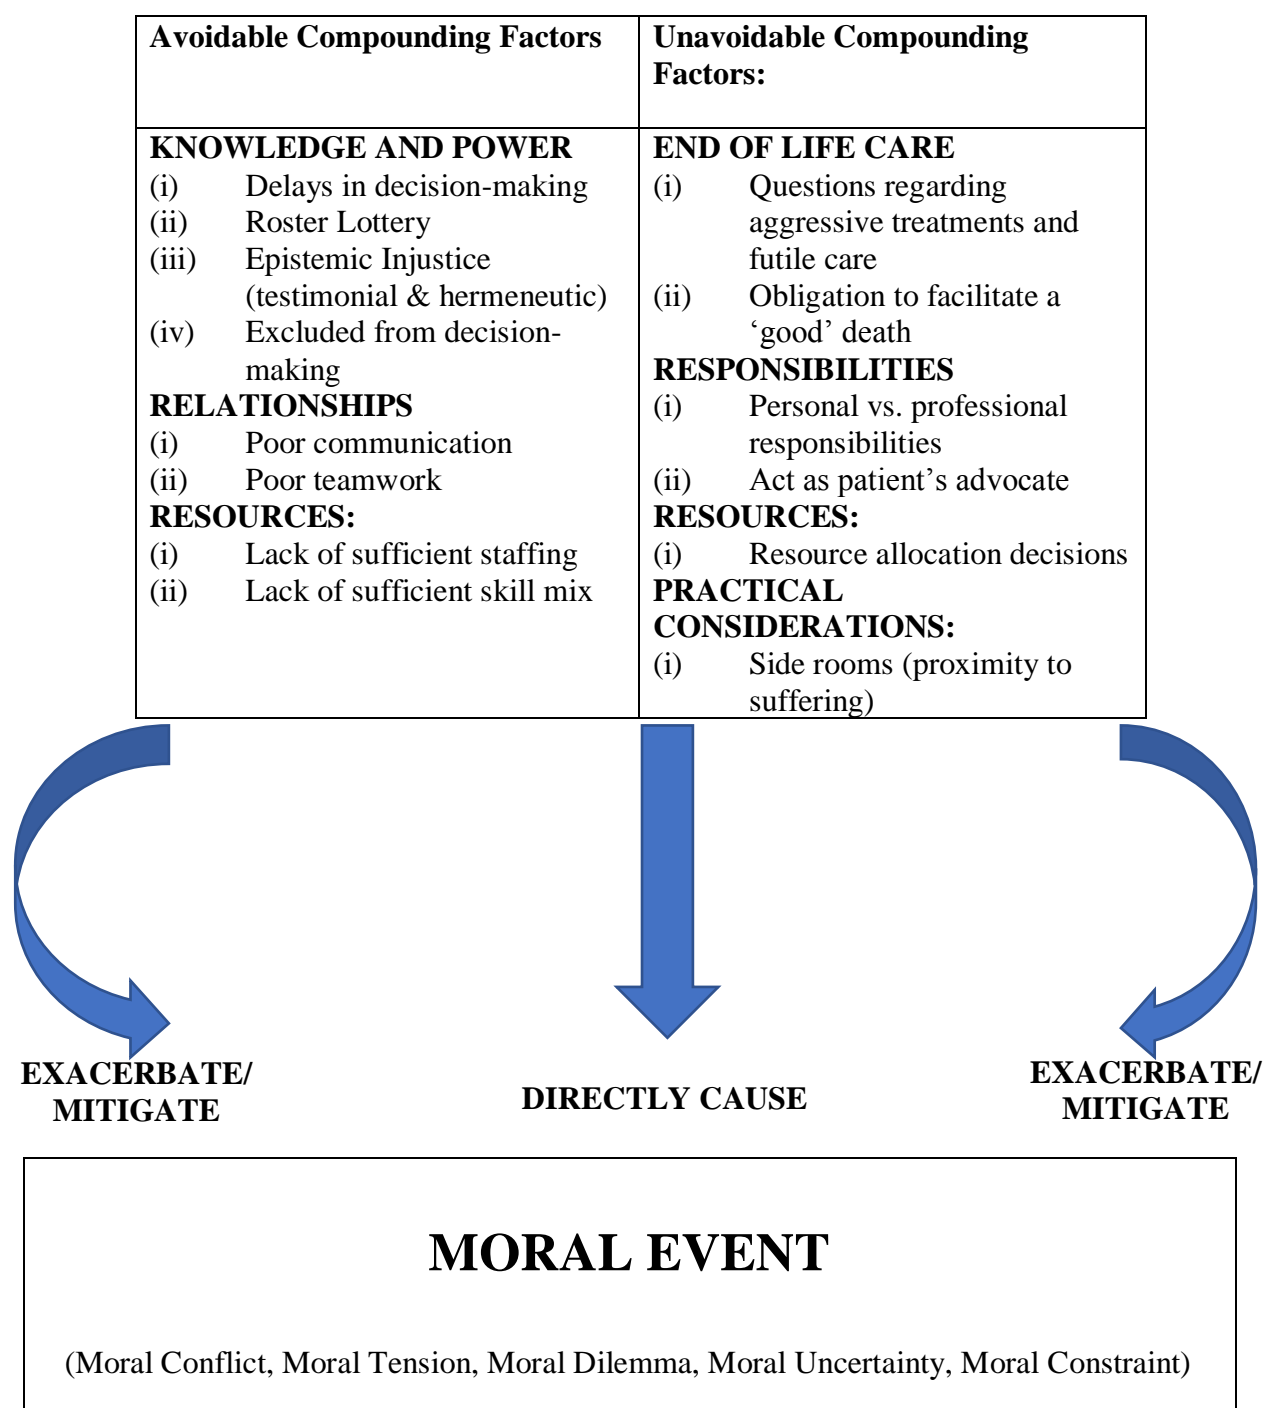 Avoidable Compounding Factors
Unavoidable Compounding
Factors:
KNOWLEDGE AND POWER
(i) Delays in decision-making
(ii) Roster Lottery
(iii) Epistemic Injustice
(testimonial & hermeneutic)
(iv) Excluded from decision-
making
RELATIONSHIPS
(i) Poor communication
(ii) Poor teamwork
RESOURCES:
(i) Lack of sufficient staffing
(ii) Lack of sufficient skill mix
END OF LIFE CARE
(i) Questions regarding
aggressive treatments and
futile care
(ii) Obligation to facilitate a
‘good’ death
RESPONSIBILITIES
(i) Personal vs. professional
responsibilities
(ii) Act as patient’s advocate
RESOURCES:
(i) Resource allocation decisions
PRACTICAL
CONSIDERATIONS:
(i) Side rooms (proximity to
suffering)
EXACERBATE/
MITIGATE
DIRECTLY CAUSE
EXACERBATE/
MITIGATE
MORAL EVENT
(Moral Conflict, Moral Tension, Moral Dilemma, Moral Uncertainty, Moral Constraint)